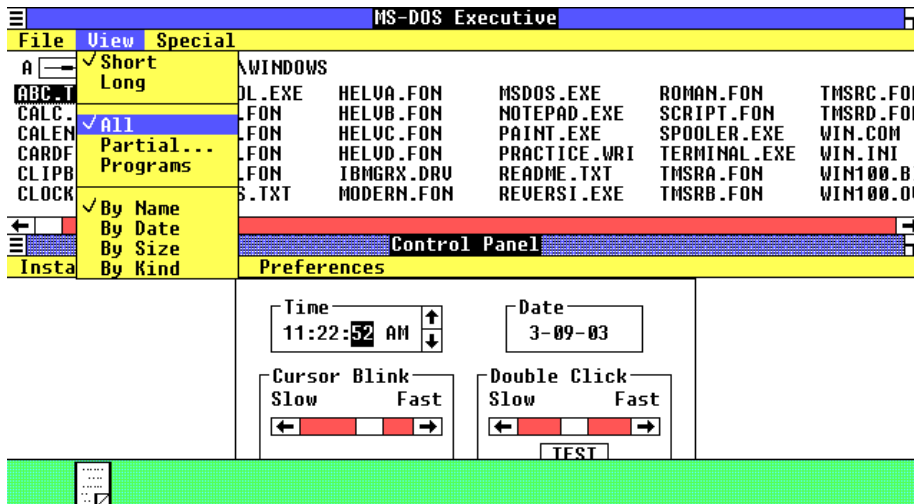 MS-DOS Executive
File View Special
A \WINDOWS
Short
Long
All
Partial...
Programs
By Name
By Date
By Size
By Kind
ABC.T OL.EXE HELVA.FON MSDOS.EXE ROMAN.FON TMSRC.FO
CALC. .FON HELVB.FON NOTEPAD.EXE SCRIPT.FON TMSRD.FO
CALEN .FON HELVC.FON PAINT.EXE SPOOLER.EXE WIN.COM
CARDF .FON HELVD.FON PRACTICE.WRI TERMINAL.EXE WIN.INI
CLIPB .FON IBMGRX.DRV README.TXT TMSRA.FON WIN100.B
CLOCK S.TXT MODERN.FON REVERSI.EXE TMSRB.FON WIN100.O
Control Panel
Insta Preferences
Time Date
11:22:52 AM 3-09-03
Cursor Blink Double Click
Slow Fast Slow Fast
TEST